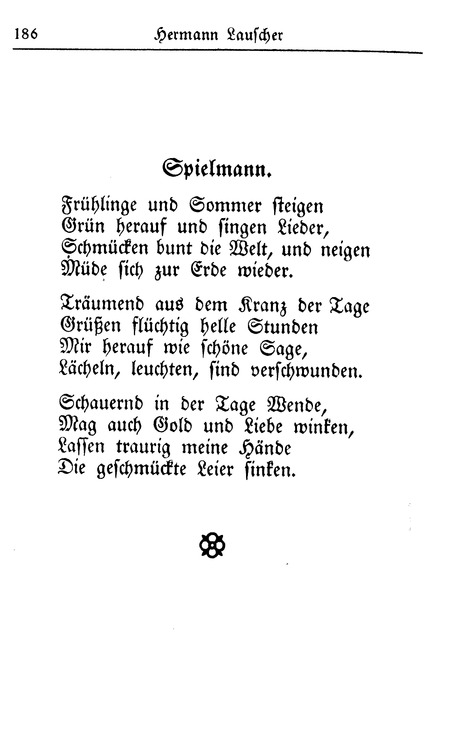 186 Hermann Lauscher
Spielmann.
Frühlinge und Sommer steigen
Grün herauf und singen Lieder,
Schmücken bunt die Welt, und neigen
Müde sich zur Erde wieder.
Träumend aus dem Kranz der Tage
Grüßen flüchtig helle Stunden
Mir herauf wie schöne Sage,
Lächeln, leuchten, sind verschwunden.
Schauernd in der Tage Wende,
Mag auch Gold und Liebe winken,
Lassen traurig meine Hände
Die geschmückte Leier sinken.